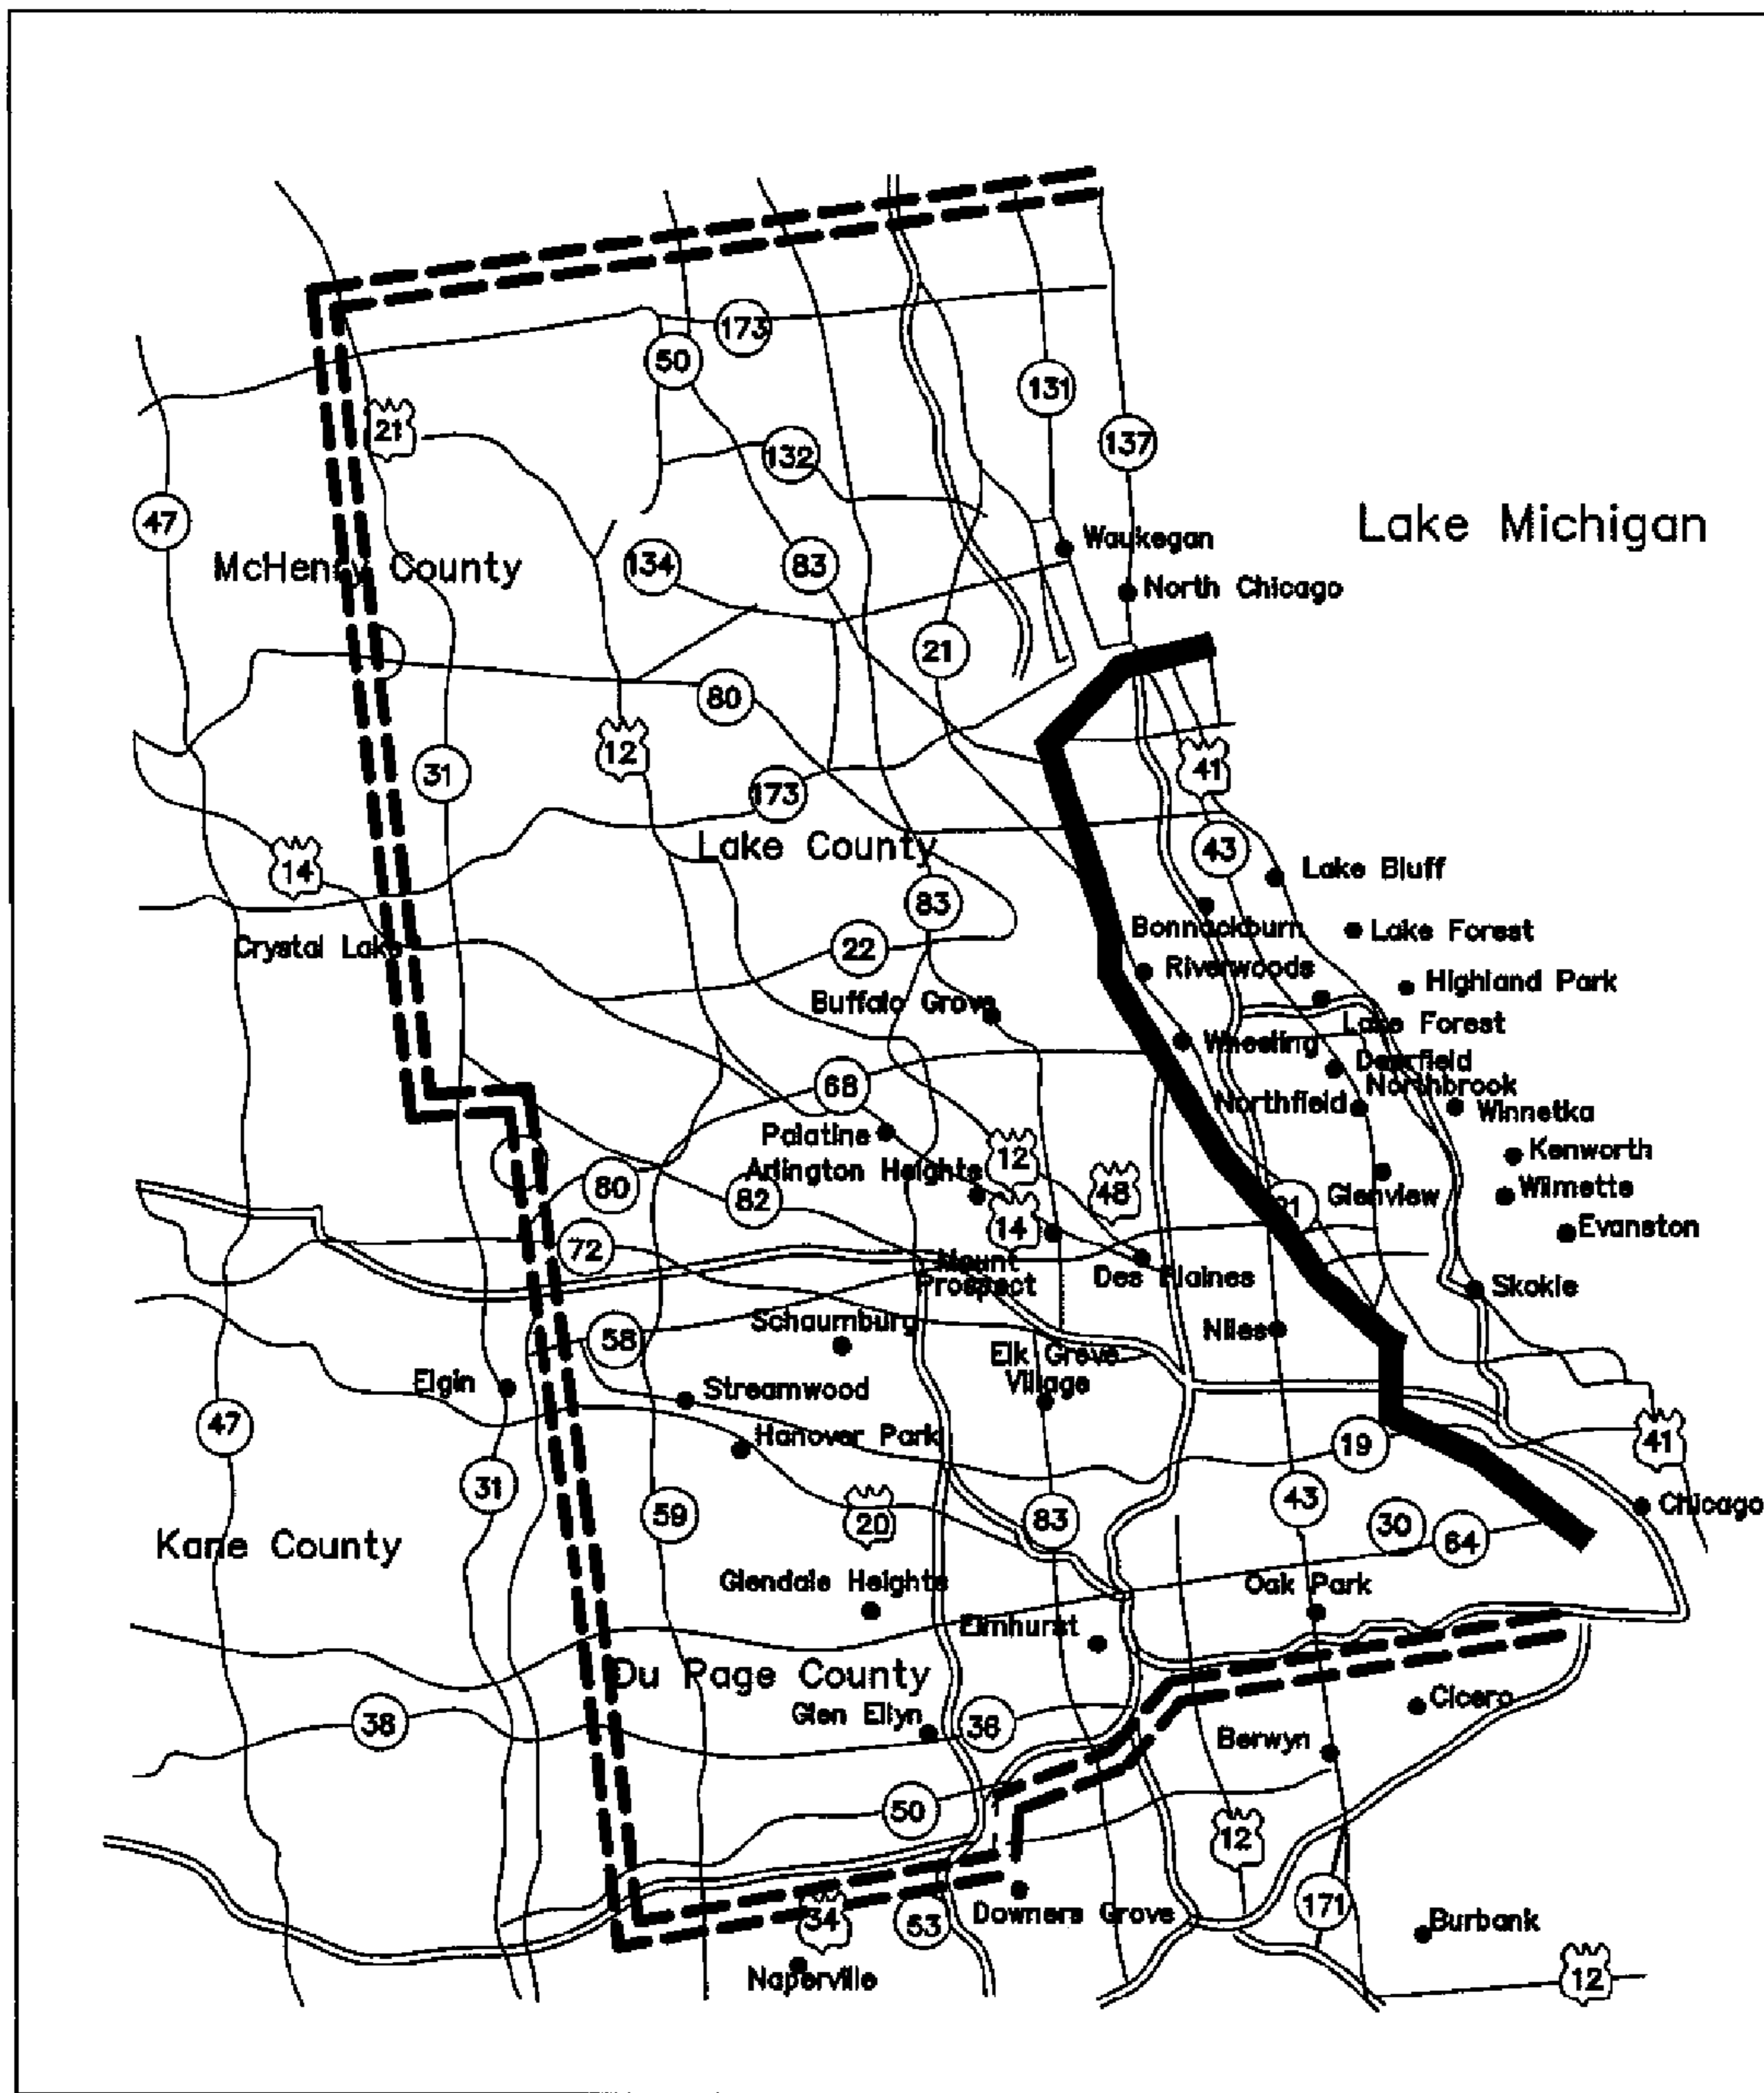 173
50
131
21
137
132
47
Lake Michigan
Waukegan
McHenry County
134
83
North Chicago
21
80
12
31
41
173
Lake County
43
14
Lake Bluff
83
Bonnackburn
Lake Forest
Crystal Lake
22
Riverwoods
Highland Park
Buffalo Grove
Lake Forest
Wheeling
Deerfield
68
Northbrook
Northfield
Winnetka
Palatine
Kenworth
12
Arlington Heights
80
82
48
Glenview
Wilmette
14
Evanston
72
Mount
Prospect
Des Plaines
Skokie
Schaumburg
58
Niles
Elk Grove
Village
Elgin
Streamwood
47
Hanover Park
19
41
31
59
20
83
43
30
64
Chicago
Kane County
Glendale Heights
Oak Park
Elmhurst
Du Page County
Cicero
38
Glen Ellyn
38
Berwyn
50
12
34
53
Downers Grove
171
Burbank
Naperville
12